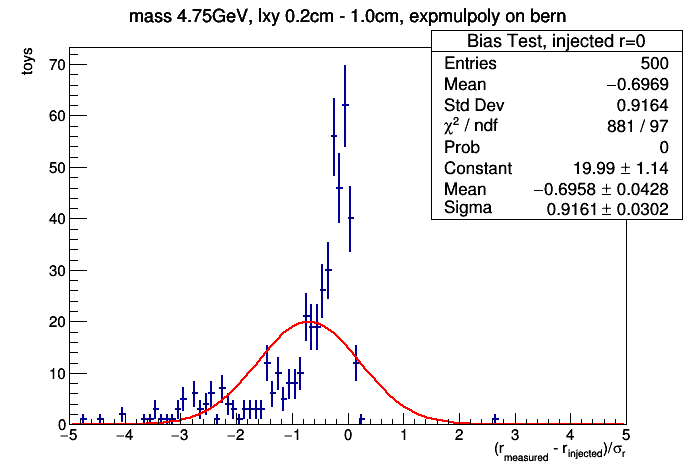 mass 4.75GeV, lxy 0.2cm - 1.0cm, expmulpoly on bern
Bias Test, injected r=0
Entries 500
Mean −0.6969
Std Dev 0.9164
χ² / ndf 881 / 97
Prob 0
Constant 19.99 ± 1.14
Mean −0.6958 ± 0.0428
Sigma 0.9161 ± 0.0302
toys
70
60
50
40
30
20
10
0
−5 −4 −3 −2 −1 0 1 2 3 4 5
(r_measured - r_injected)/σ_r